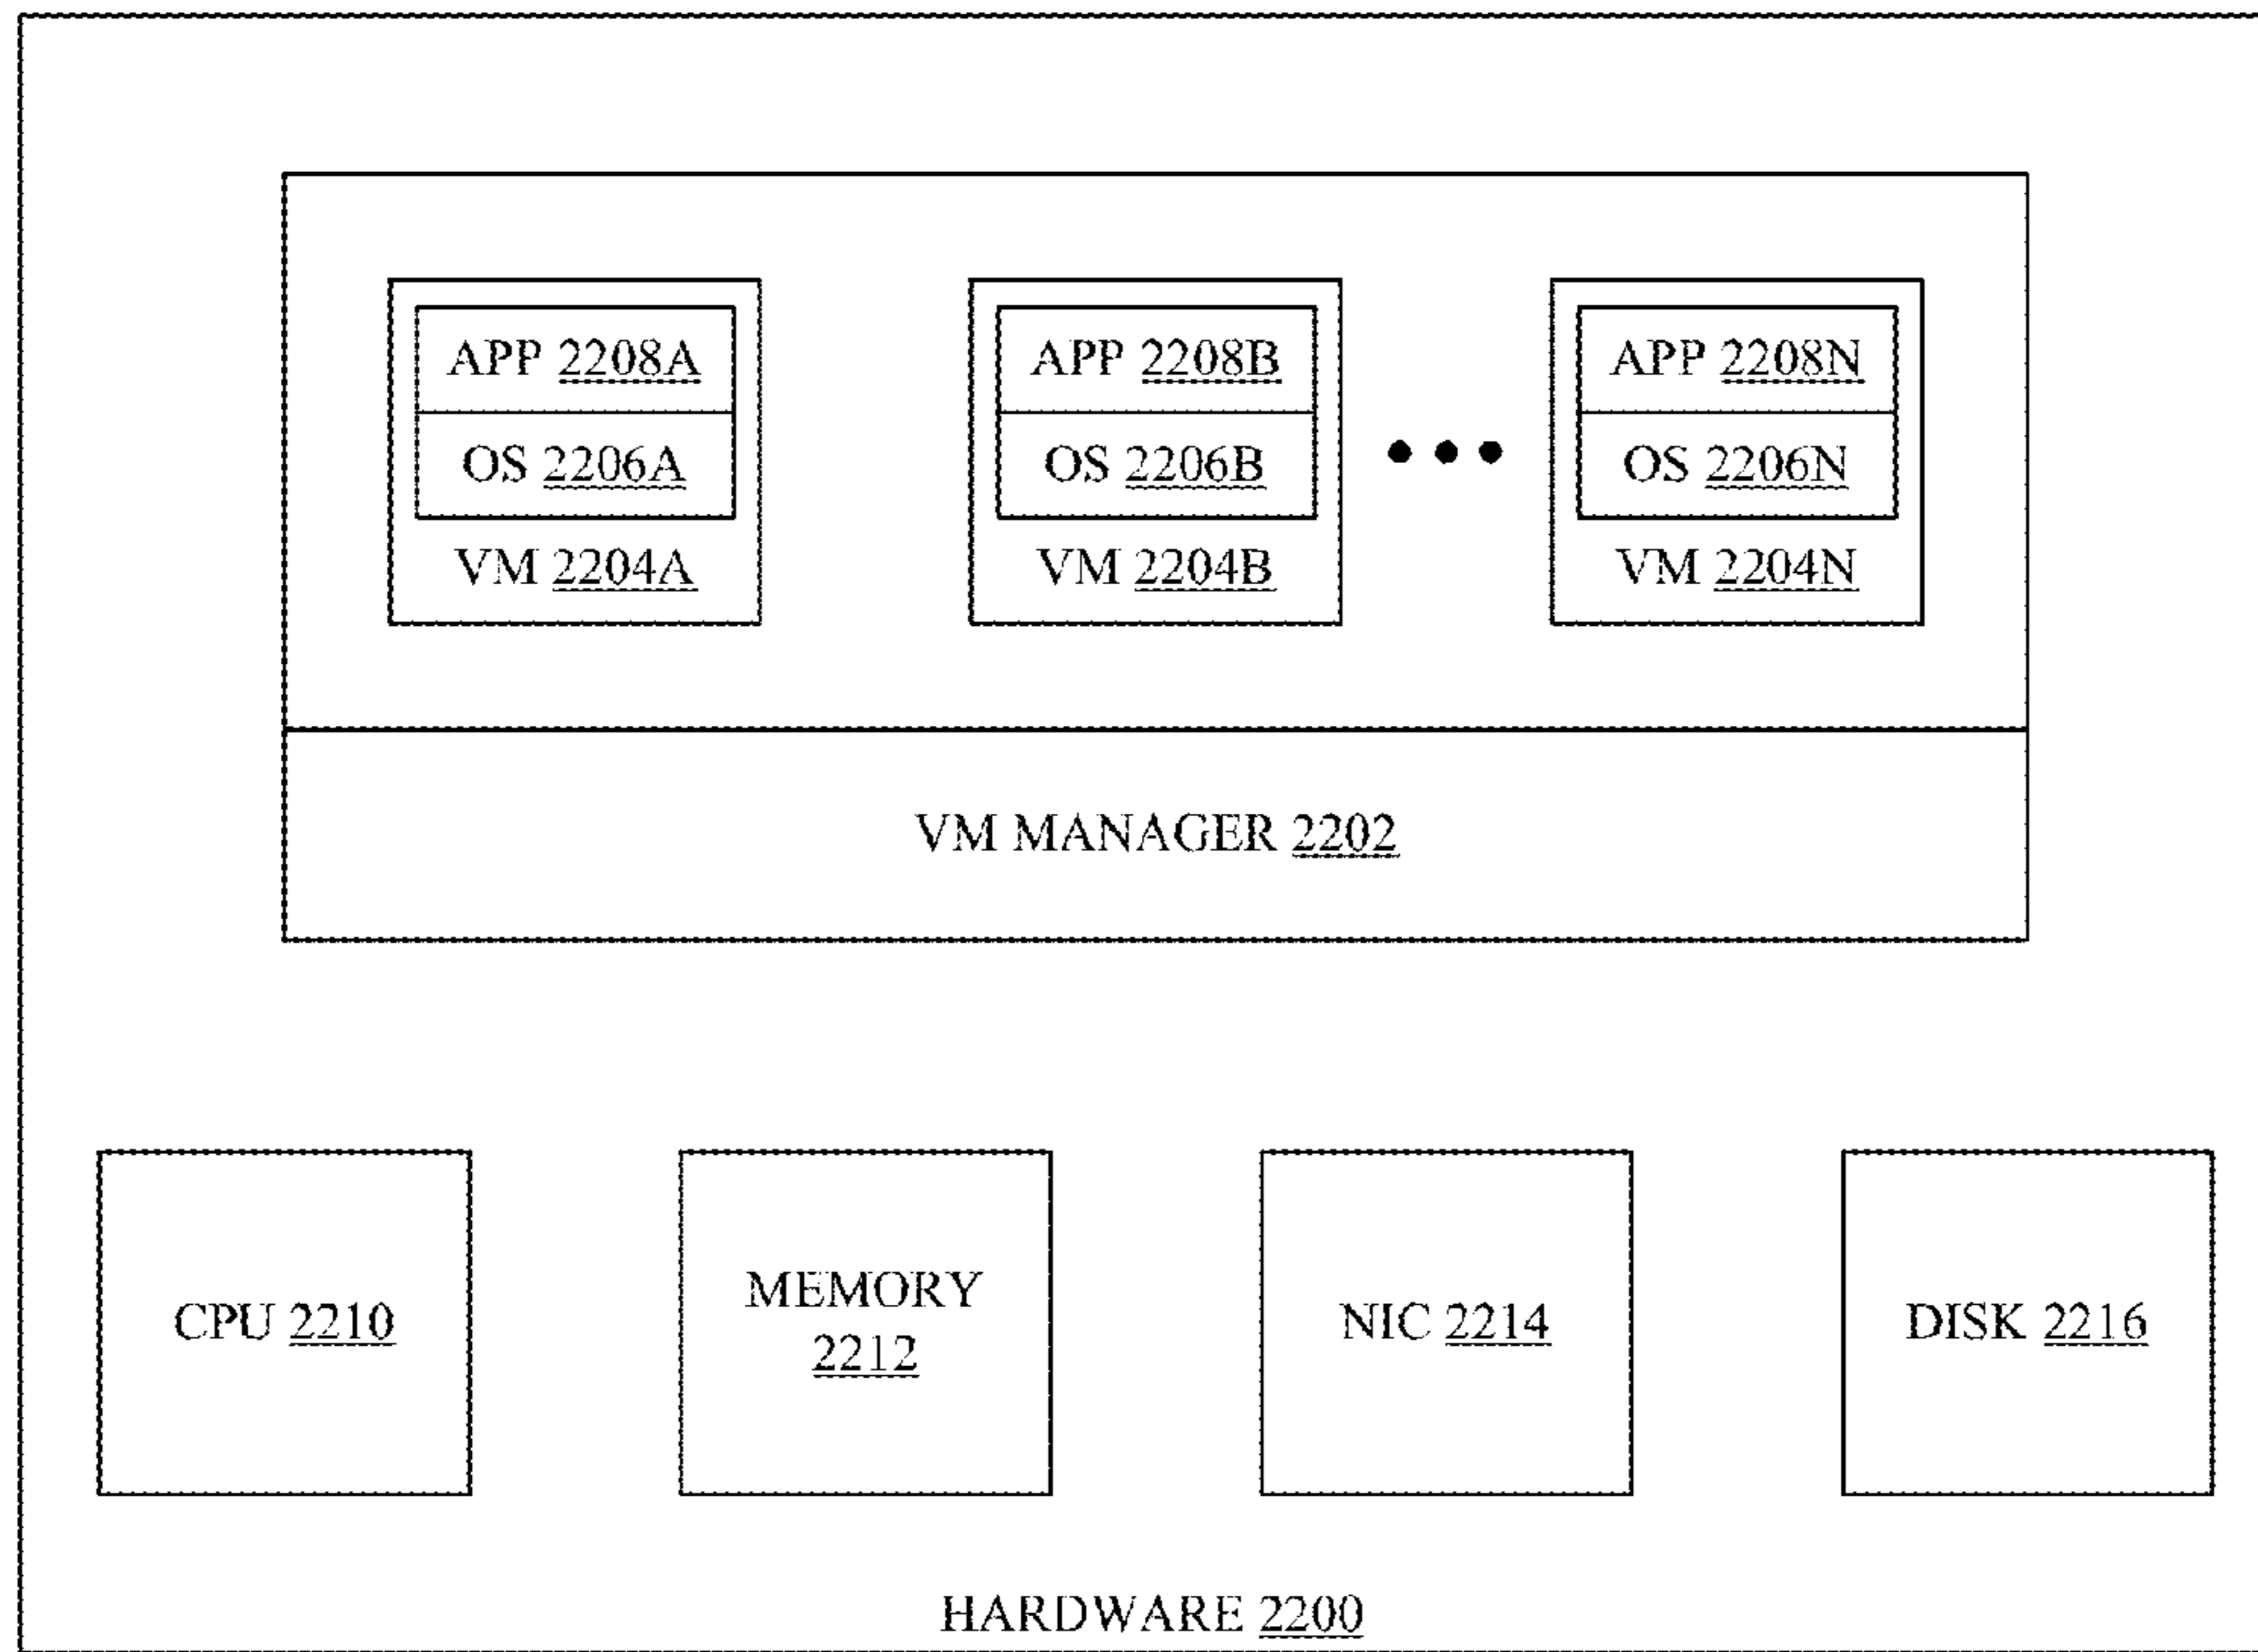 APP 2208A
OS 2206A
VM 2204A
APP 2208B
OS 2206B
VM 2204B
APP 2208N
OS 2206N
VM 2204N
VM MANAGER 2202
CPU 2210
MEMORY
2212
NIC 2214
DISK 2216
HARDWARE 2200